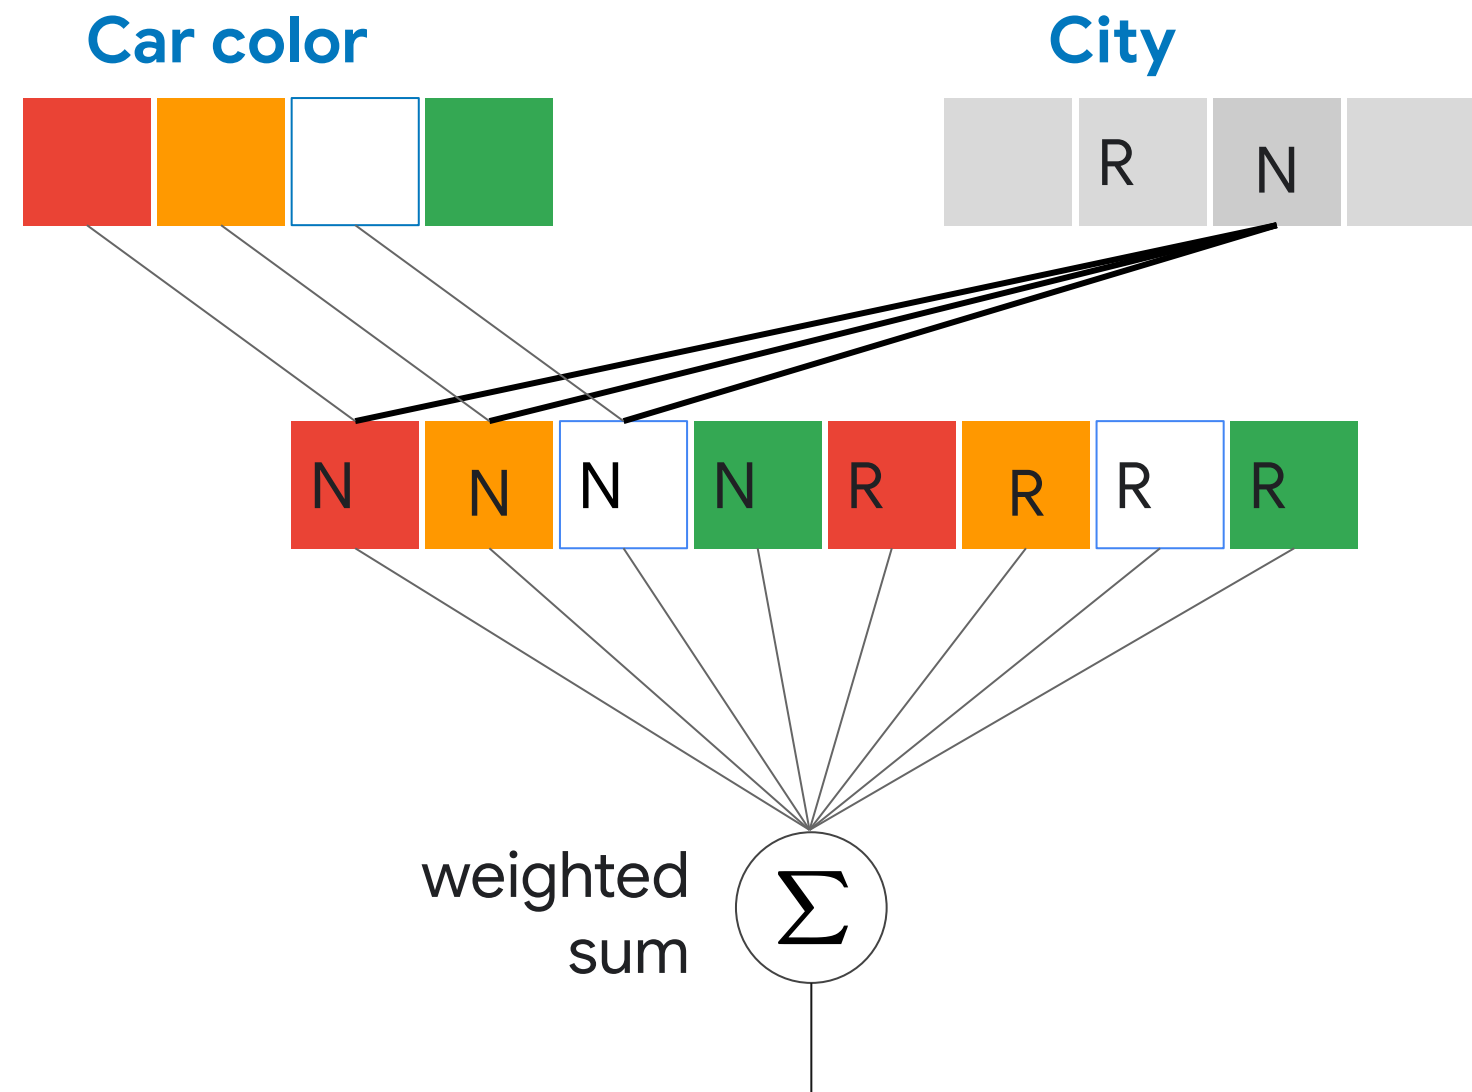 Car color
City
R N
N N N N R R R R
weighted
sum
Σ